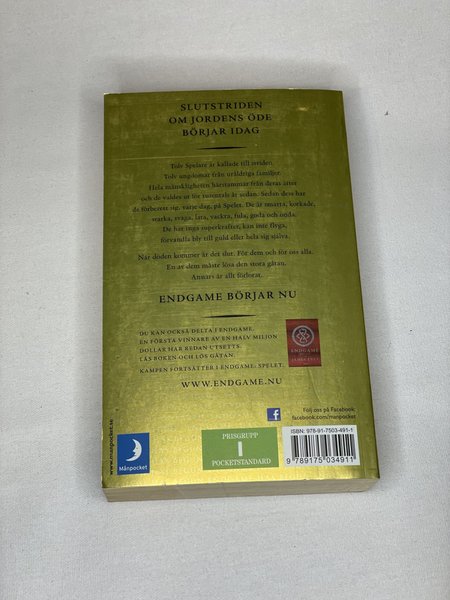 SLUTSTRIDEN
OM JORDENS ÖDE
BÖRJAR IDAG
Tolv Spelare är kallade till striden.
Tolv ungdomar från uråldriga familjer.
Hela mänskligheten härstammar från deras ätter
och de valdes ut för tusentals år sedan. Sedan dess har
de förberett sig, varje dag, på Spelet. De är smarta, korkade,
starka, svaga, lata, vackra, fula, goda och onda.
De har inga superkrafter, kan inte flyga,
förvandla bly till guld eller hela sig själva.
När döden kommer är det slut. För dem och för oss alla.
En av dem måste lösa den stora gåtan.
Annars är allt förlorat.
ENDGAME BÖRJAR NU
DU KAN OCKSÅ DELTA I ENDGAME.
EN FÖRSTA VINNARE AV EN HALV MILJON
DOLLAR HAR REDAN UTSETTS.
LÄS BOKEN OCH LÖS GÅTAN.
KAMPEN FORTSÄTTER I ENDGAME: SPELET.
WWW.ENDGAME.NU
ENDGAME
www.manpocket.se
Månpocket
PRISGRUPP
1
POCKETSTANDARD
f
Följ oss på Facebook:
facebook.com/manpocket
ISBN: 978-91-7503-491-1
9 789175 034911